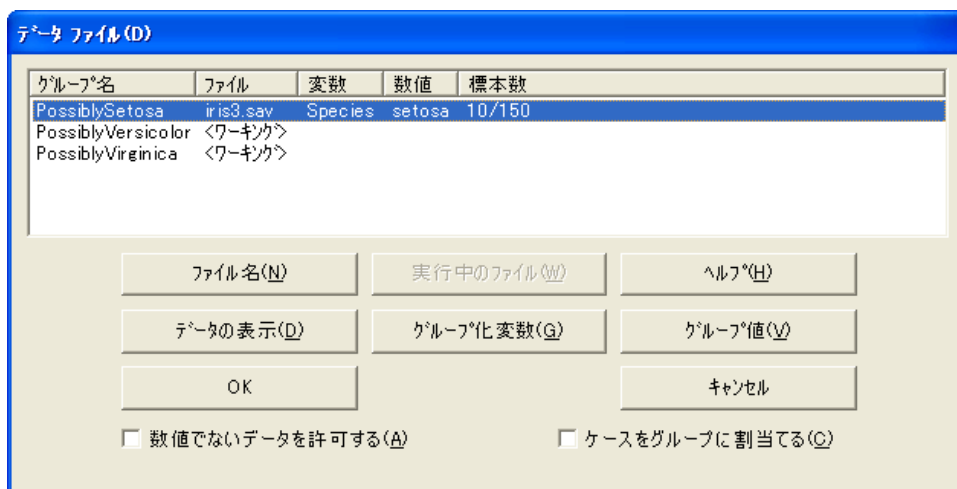 データ ファイル(D)
グループ名 ファイル 変数 数値 標本数
PossiblySetosa iris3.sav Species setosa 10/150
PossiblyVersicolor <ワーキング>
PossiblyVirginica <ワーキング>
ファイル名(N) 実行中のファイル(W) ヘルプ(H)
データの表示(D) グループ化変数(G) グループ値(V)
OK キャンセル
数値でないデータを許可する(A) ケースをグループに割当てる(C)